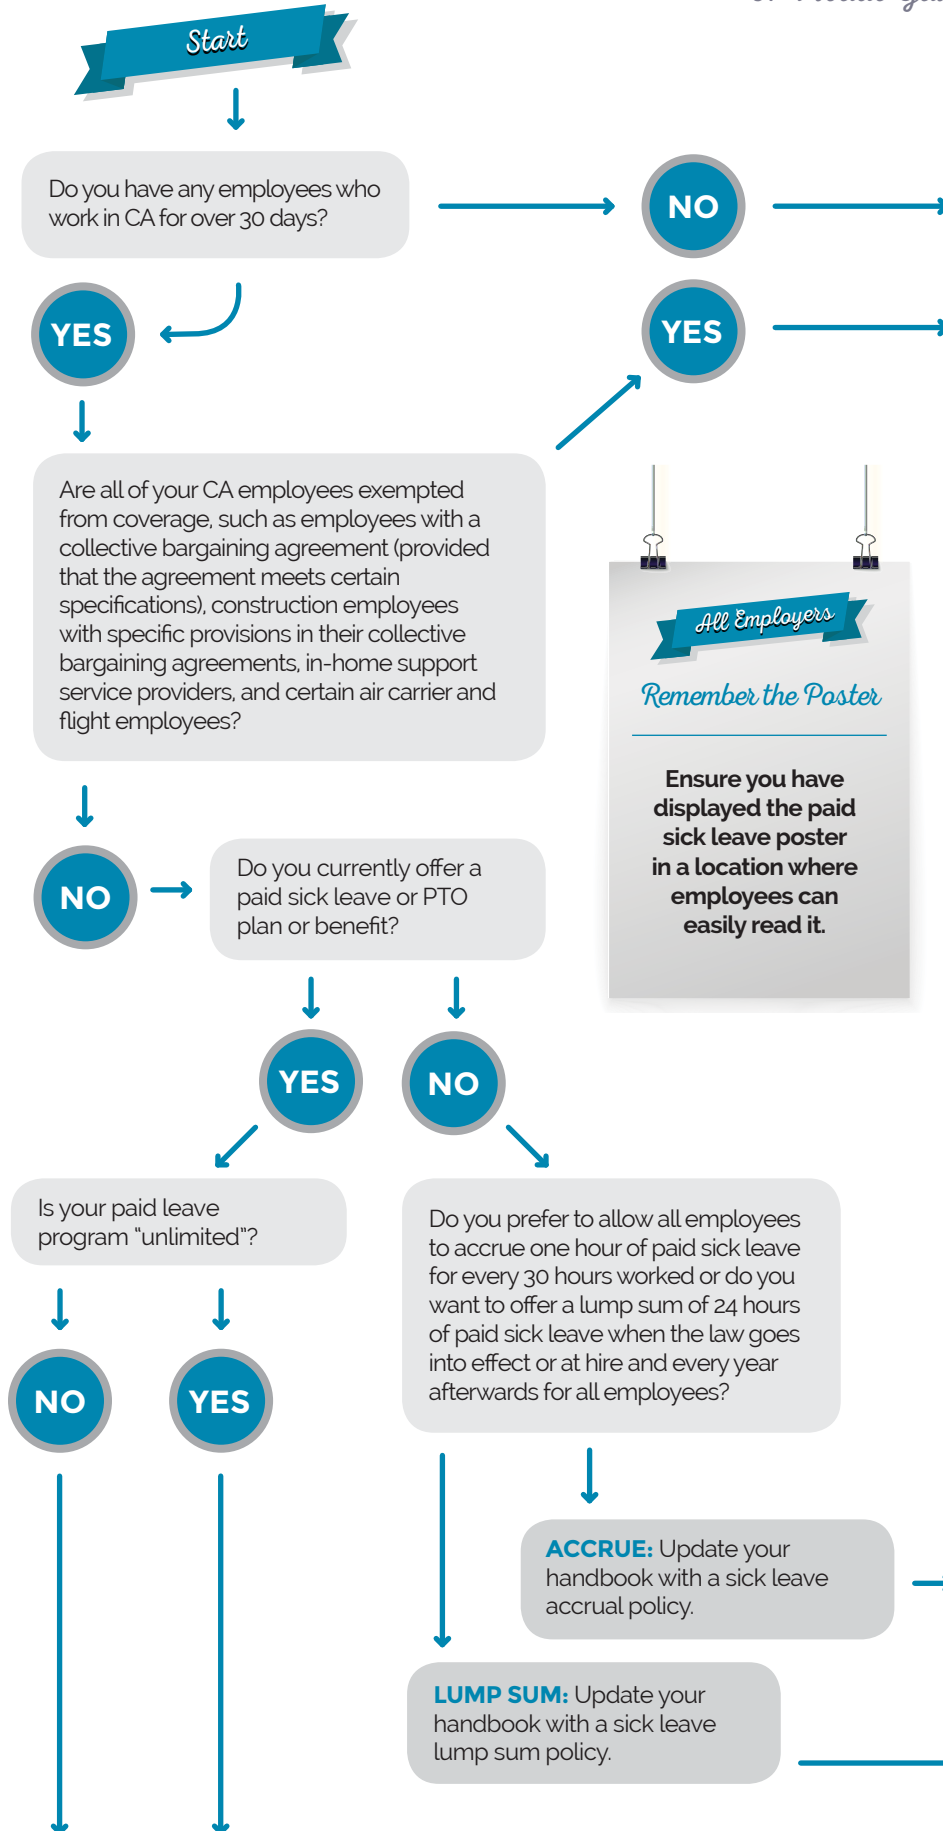 Start
Do you have any employees who
work in CA for over 30 days?
NO
YES
YES
Are all of your CA employees exempted
from coverage, such as employees with a
collective bargaining agreement (provided
that the agreement meets certain
specifications), construction employees
with specific provisions in their collective
bargaining agreements, in-home support
service providers, and certain air carrier and
flight employees?
All Employers
Remember the Poster
Ensure you have
displayed the paid
sick leave poster
in a location where
employees can
easily read it.
NO
Do you currently offer a
paid sick leave or PTO
plan or benefit?
YES
NO
Is your paid leave
program "unlimited"?
NO
YES
Do you prefer to allow all employees
to accrue one hour of paid sick leave
for every 30 hours worked or do you
want to offer a lump sum of 24 hours
of paid sick leave when the law goes
into effect or at hire and every year
afterwards for all employees?
ACCRUE: Update your
handbook with a sick leave
accrual policy.
LUMP SUM: Update your
handbook with a sick leave
lump sum policy.